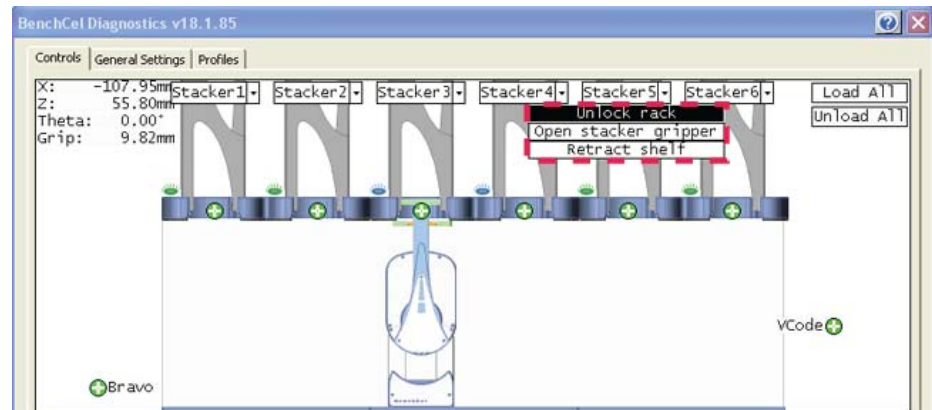 BenchCel Diagnostics v18.1.85
Controls General Settings Profiles
X: -107.95mm
Z: 55.80mm
Theta: 0.00°
Grip: 9.82mm
Stacker1 Stacker2 Stacker3 Stacker4 Stacker5 Stacker6
Load All
Unload All
Unlock rack
Open stacker gripper
Retract shelf
VCode
Bravo